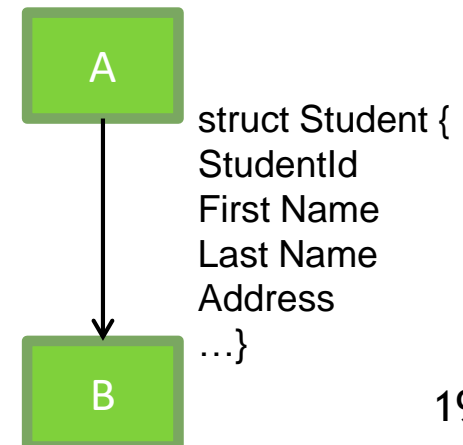 A
struct Student {
StudentId
First Name
Last Name
Address
…}
B
19